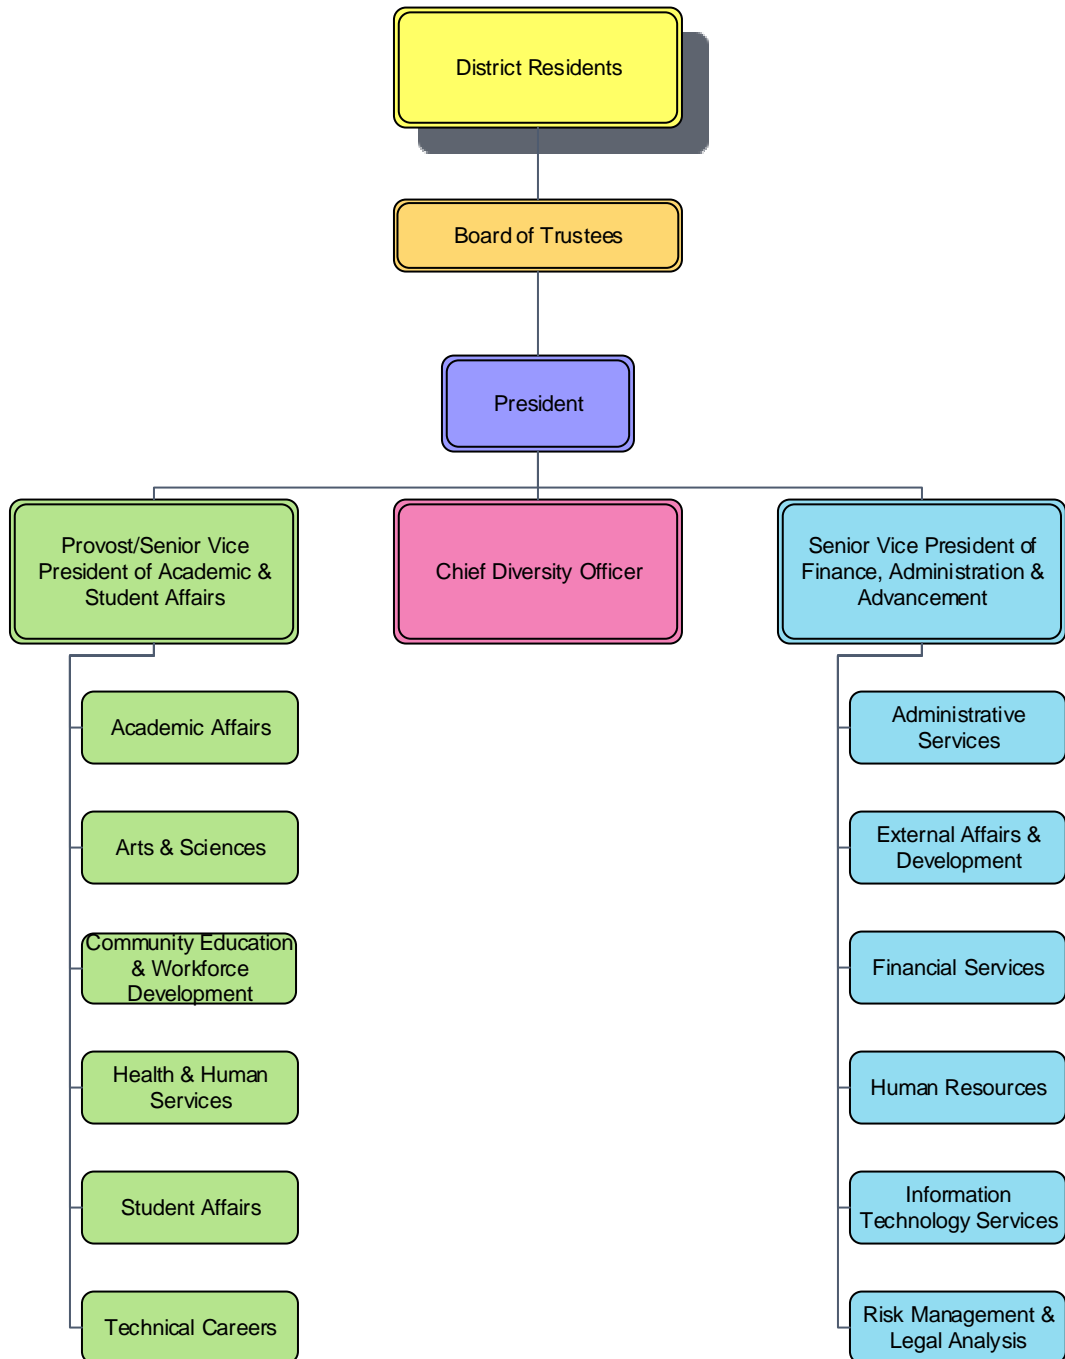 District Residents
Board of Trustees
President
Provost/Senior Vice
President of Academic &
Student Affairs
Chief Diversity Officer
Senior Vice President of
Finance, Administration &
Advancement
Academic Affairs
Arts & Sciences
Community Education
& Workforce
Development
Health & Human
Services
Student Affairs
Technical Careers
Administrative
Services
External Affairs &
Development
Financial Services
Human Resources
Information
Technology Services
Risk Management &
Legal Analysis